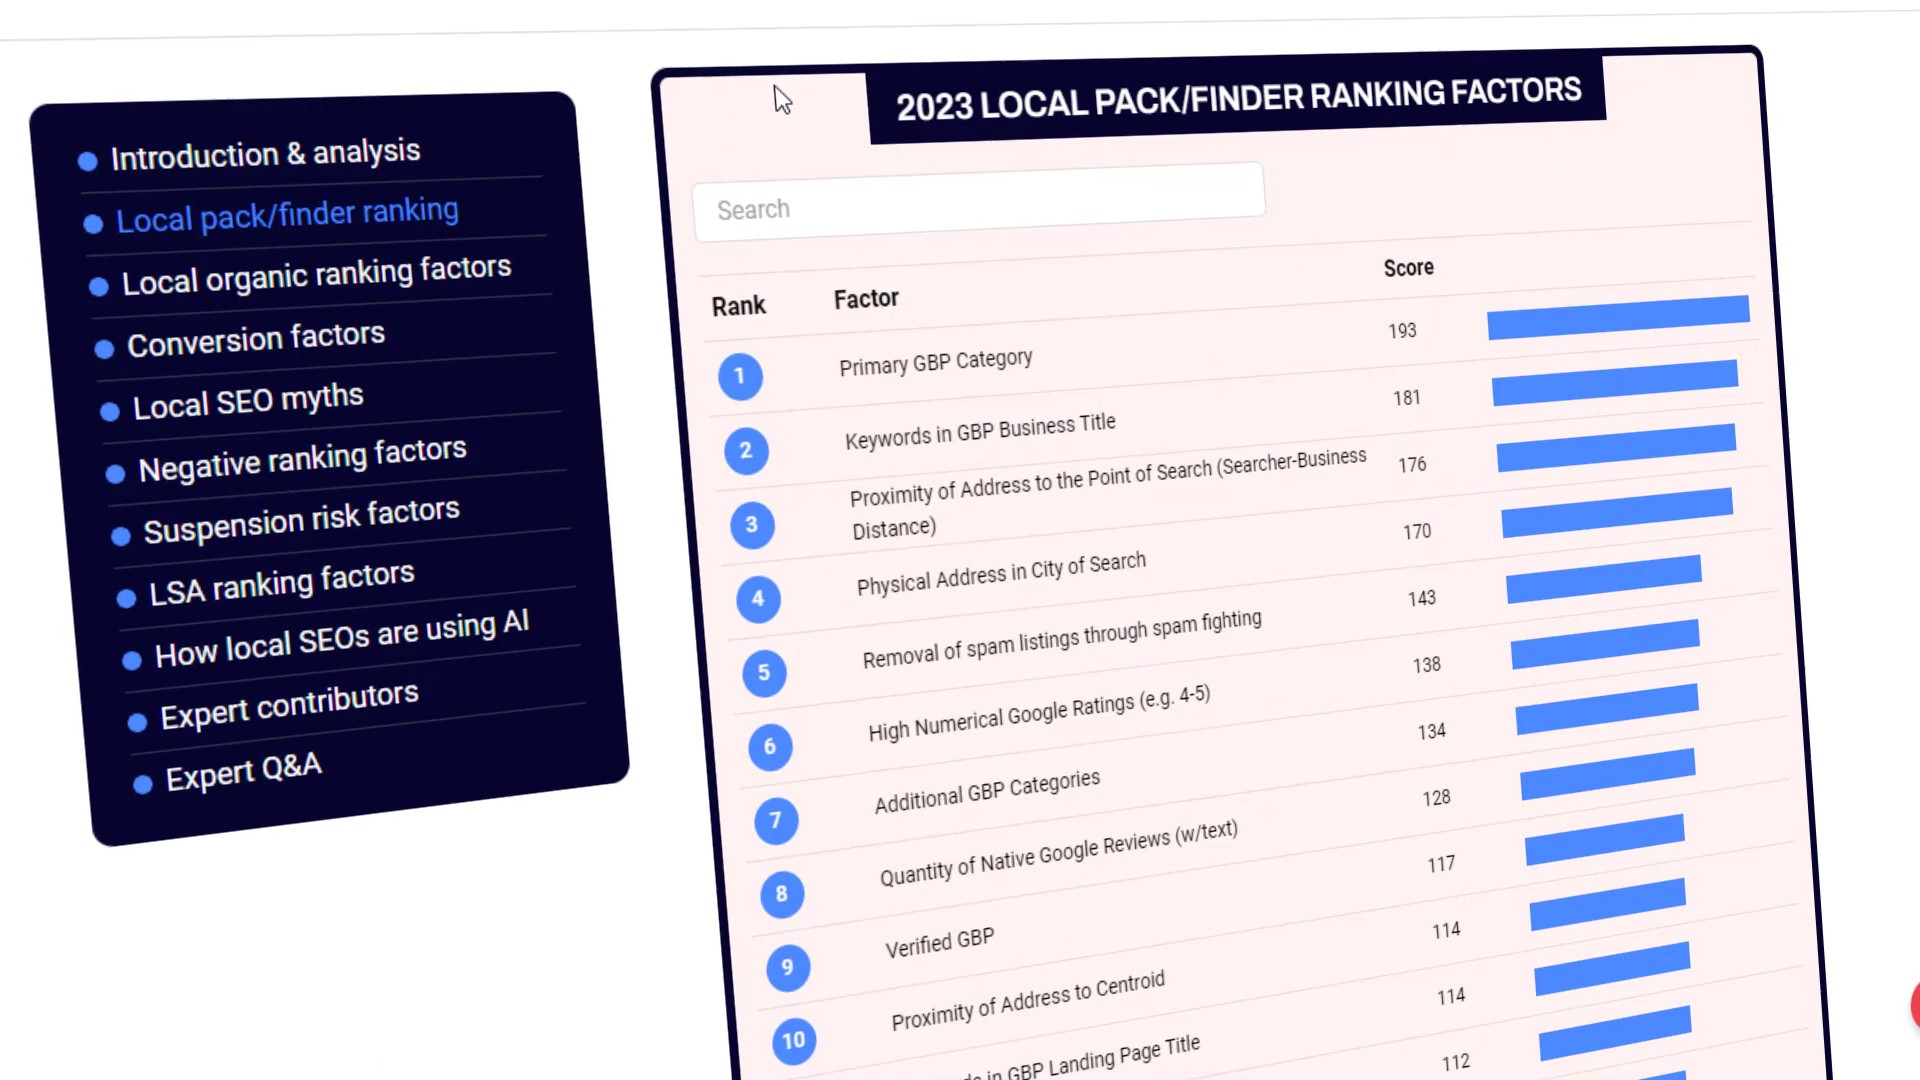 Introduction & analysis
Local pack/finder ranking
Local organic ranking factors
Conversion factors
Local SEO myths
Negative ranking factors
Suspension risk factors
LSA ranking factors
How local SEOs are using AI
Expert contributors
Expert Q&A
2023 LOCAL PACK/FINDER RANKING FACTORS
Search
Rank Factor Score
1 Primary GBP Category 193
2 Keywords in GBP Business Title 181
3 Proximity of Address to the Point of Search (Searcher-Business 176
Distance)
4 Physical Address in City of Search 170
5 Removal of spam listings through spam fighting 143
6 High Numerical Google Ratings (e.g. 4-5) 138
7 Additional GBP Categories 134
8 Quantity of Native Google Reviews (w/text) 128
9 Verified GBP 117
10 Proximity of Address to Centroid 114
in GBP Landing Page Title 114
112